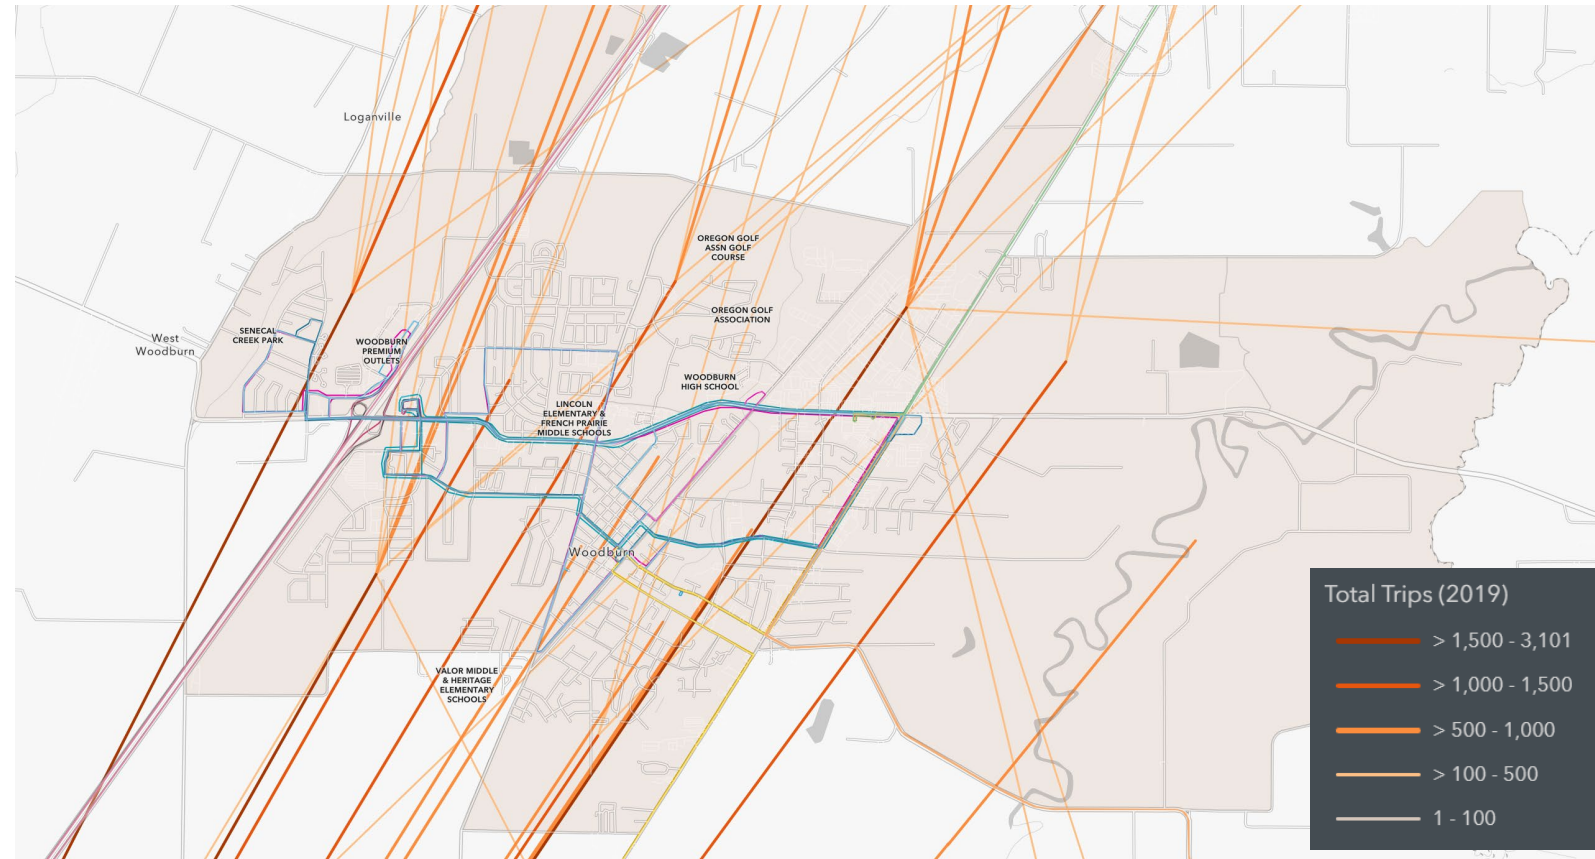 Loganville
OREGON GOLF
ASSN GOLF
COURSE
OREGON GOLF
ASSOCIATION
SENECAL
CREEK PARK
West
Woodburn
WOODBURN
PREMIUM
OUTLETS
WOODBURN
HIGH SCHOOL
LINCOLN
ELEMENTARY &
FRENCH PRAIRIE
MIDDLE SCHOOLS
Woodburn
VALOR MIDDLE
& HERITAGE
ELEMENTARY
SCHOOLS
Total Trips (2019)
> 1,500 - 3,101
> 1,000 - 1,500
> 500 - 1,000
> 100 - 500
1 - 100